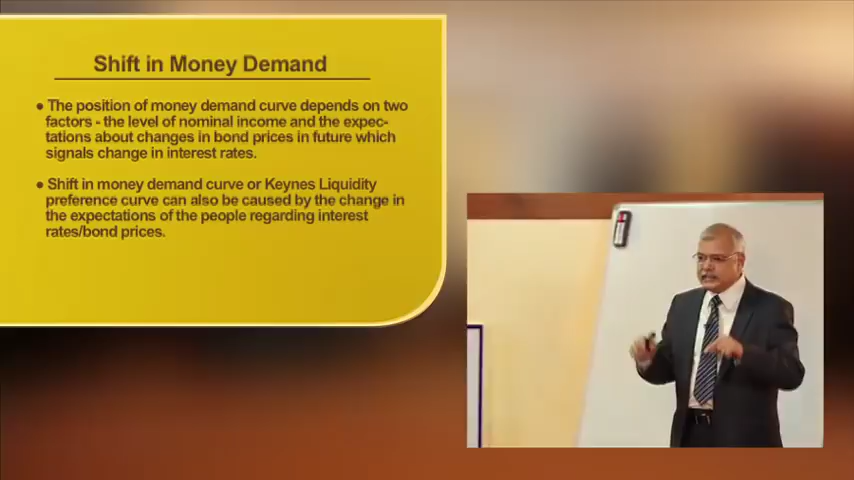 Shift in Money Demand
● The position of money demand curve depends on two
factors - the level of nominal income and the expec-
tations about changes in bond prices in future which
signals change in interest rates.
● Shift in money demand curve or Keynes Liquidity
preference curve can also be caused by the change in
the expectations of the people regarding interest
rates/bond prices.